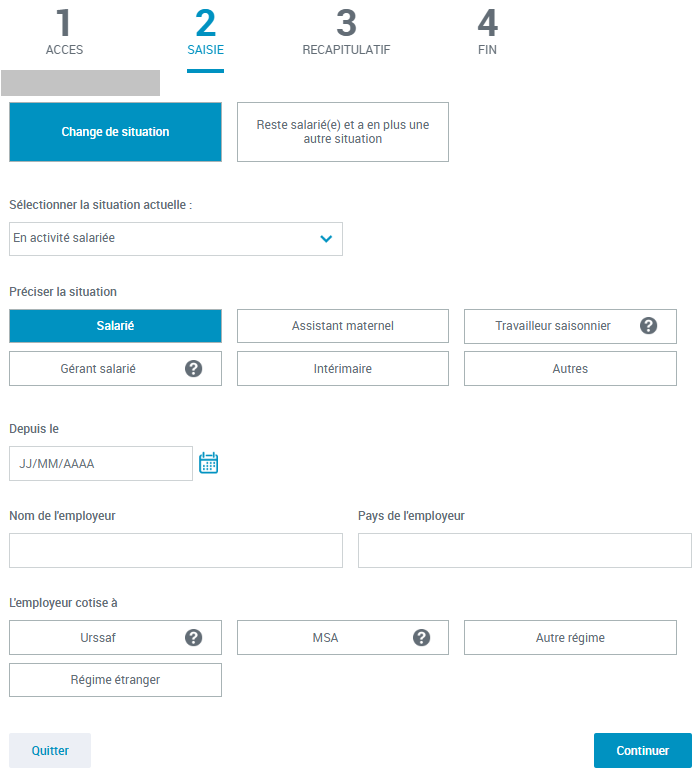 1 2 3 4
ACCES SAISIE RECAPITULATIF FIN
Change de situation
Reste salarié(e) et a en plus une
autre situation
Sélectionner la situation actuelle :
En activité salariée
Préciser la situation
Salarié Assistant maternel Travailleur saisonnier ?
Gérant salarié ? Intérimaire Autres
Depuis le
JJ/MM/AAAA
Nom de l'employeur Pays de l'employeur
L'employeur cotise à
Urssaf ? MSA ? Autre régime
Régime étranger
Quitter Continuer